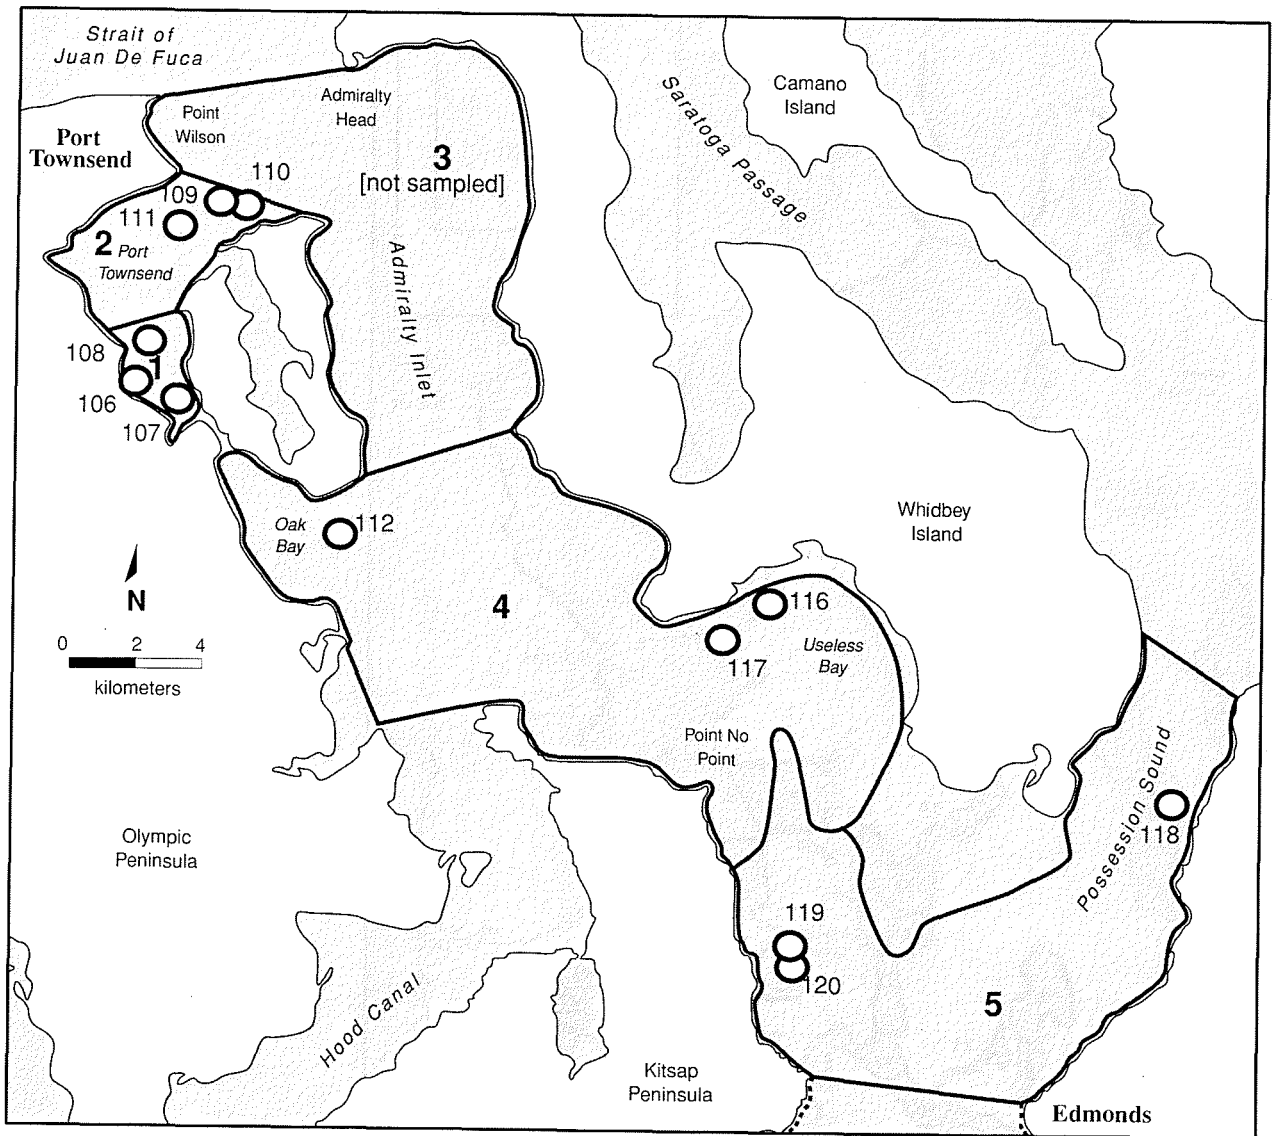 Strait of
Juan De Fuca
Camano
Island
Saratoga Passage
Admiralty
Head
Point
Wilson
Port
Townsend
3
[not sampled]
110
109
111
2
Port
Townsend
Admiralty Inlet
108
1
106
107
Whidbey
Island
Oak
Bay
112
N
4
116
117
Useless
Bay
0 2 4
kilometers
Point No
Point
Possession Sound
118
Olympic
Peninsula
119
120
5
Hood Canal
Kitsap
Peninsula
Edmonds